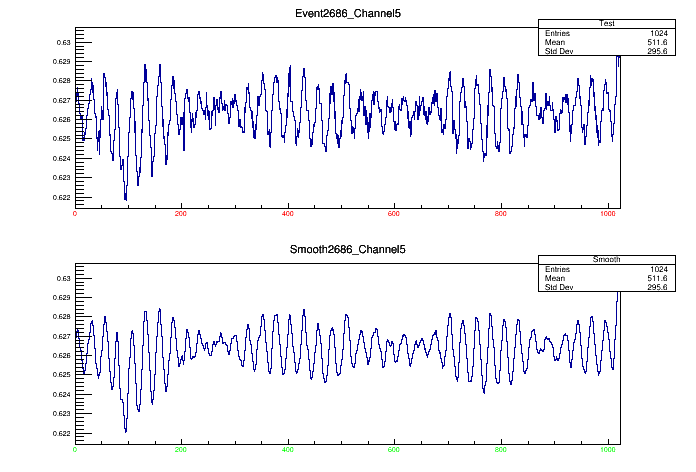 Event2686_Channel5
Test
Entries 1024
Mean 511.6
Std Dev 295.6
0.63
0.629
0.628
0.627
0.626
0.625
0.624
0.623
0.622
0 200 400 600 800 1000
Smooth2686_Channel5
Smooth
Entries 1024
Mean 511.6
Std Dev 295.6
0.63
0.629
0.628
0.627
0.626
0.625
0.624
0.623
0.622
0 200 400 600 800 1000